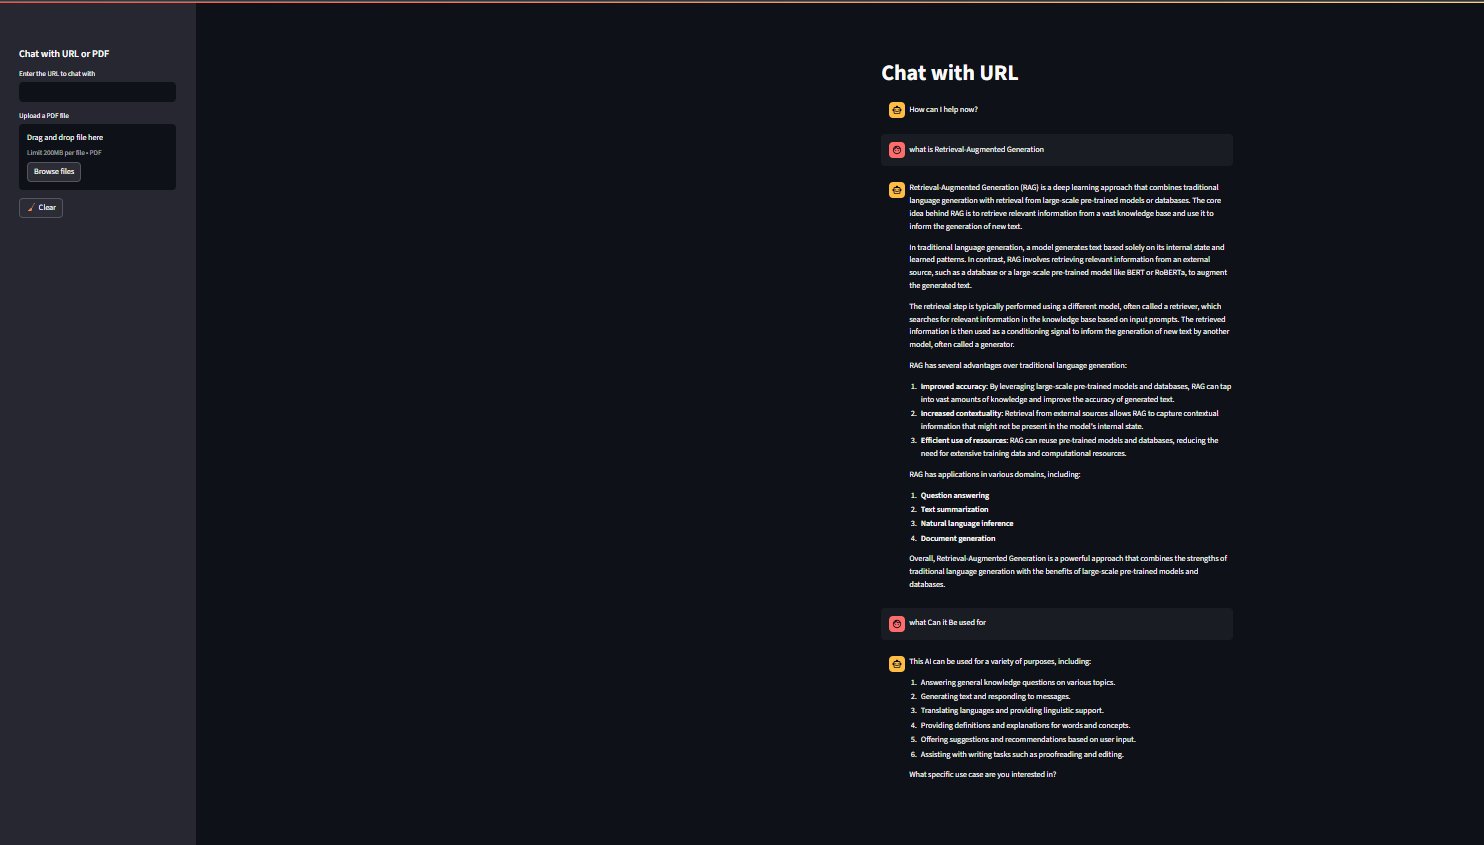 Chat with URL or PDF
Enter the URL to chat with
Upload a PDF file
Drag and drop file here
Limit 200MB per file • PDF
Browse files
Clear
Chat with URL
How can I help now?
what is Retrieval-Augmented Generation
Retrieval-Augmented Generation (RAG) is a deep learning approach that combines traditional
language generation with retrieval from large-scale pre-trained models or databases. The core
idea behind RAG is to retrieve relevant information from a vast knowledge base and use it to
inform the generation of new text.
In traditional language generation, a model generates text based solely on its internal state and
learned patterns. In contrast, RAG involves retrieving relevant information from an external
source, such as a database or a large-scale pre-trained model like BERT or RoBERTa, to augment
the generated text.
The retrieval step is typically performed using a different model, often called a retriever, which
searches for relevant information in the knowledge base based on input prompts. The retrieved
information is then used as a conditioning signal to inform the generation of new text by another
model, often called a generator.
RAG has several advantages over traditional language generation:
1. Improved accuracy: By leveraging large-scale pre-trained models and databases, RAG can tap
into vast amounts of knowledge and improve the accuracy of generated text.
2. Increased contextuality: Retrieval from external sources allows RAG to capture contextual
information that might not be present in the model's internal state.
3. Efficient use of resources: RAG can reuse pre-trained models and databases, reducing the
need for extensive training data and computational resources.
RAG has applications in various domains, including:
1. Question answering
2. Text summarization
3. Natural language inference
4. Document generation
Overall, Retrieval-Augmented Generation is a powerful approach that combines the strengths of
traditional language generation with the benefits of large-scale pre-trained models and
databases.
what Can it Be used for
This AI can be used for a variety of purposes, including:
1. Answering general knowledge questions on various topics.
2. Generating text and responding to messages.
3. Translating languages and providing linguistic support.
4. Providing definitions and explanations for words and concepts.
5. Offering suggestions and recommendations based on user input.
6. Assisting with writing tasks such as proofreading and editing.
What specific use case are you interested in?